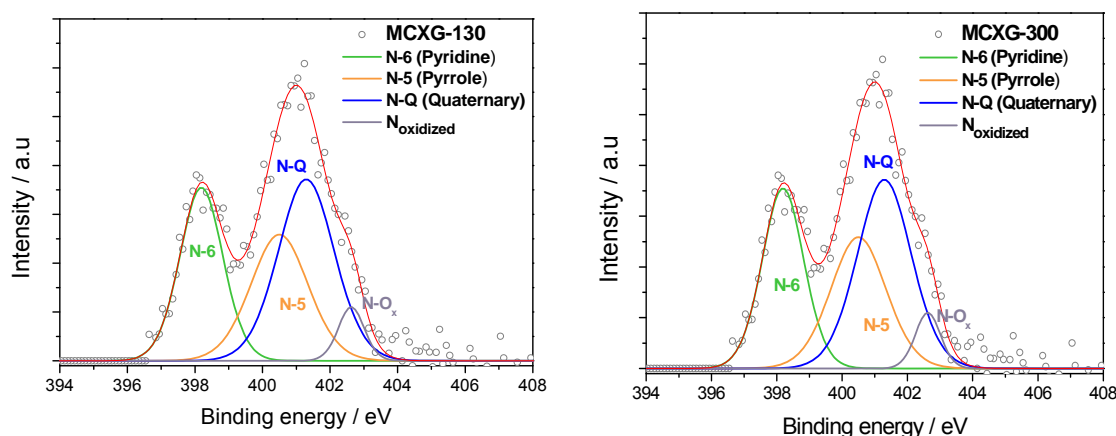 MCXG-130
N-6 (Pyridine)
N-5 (Pyrrole)
N-Q (Quaternary)
Noxidized
N-Q
N-6
N-5
N-Ox
Intensity / a.u
394 396 398 400 402 404 406 408
Binding energy / eV
MCXG-300
N-6 (Pyridine)
N-5 (Pyrrole)
N-Q (Quaternary)
Noxidized
N-Q
N-6
N-5
N-Ox
Intensity / a.u
394 396 398 400 402 404 406 408
Binding energy / eV